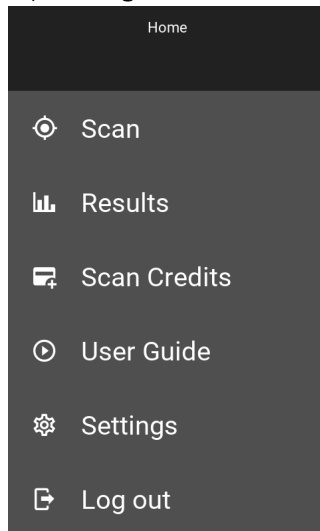 Home
Scan
Results
Scan Credits
User Guide
Settings
Log out